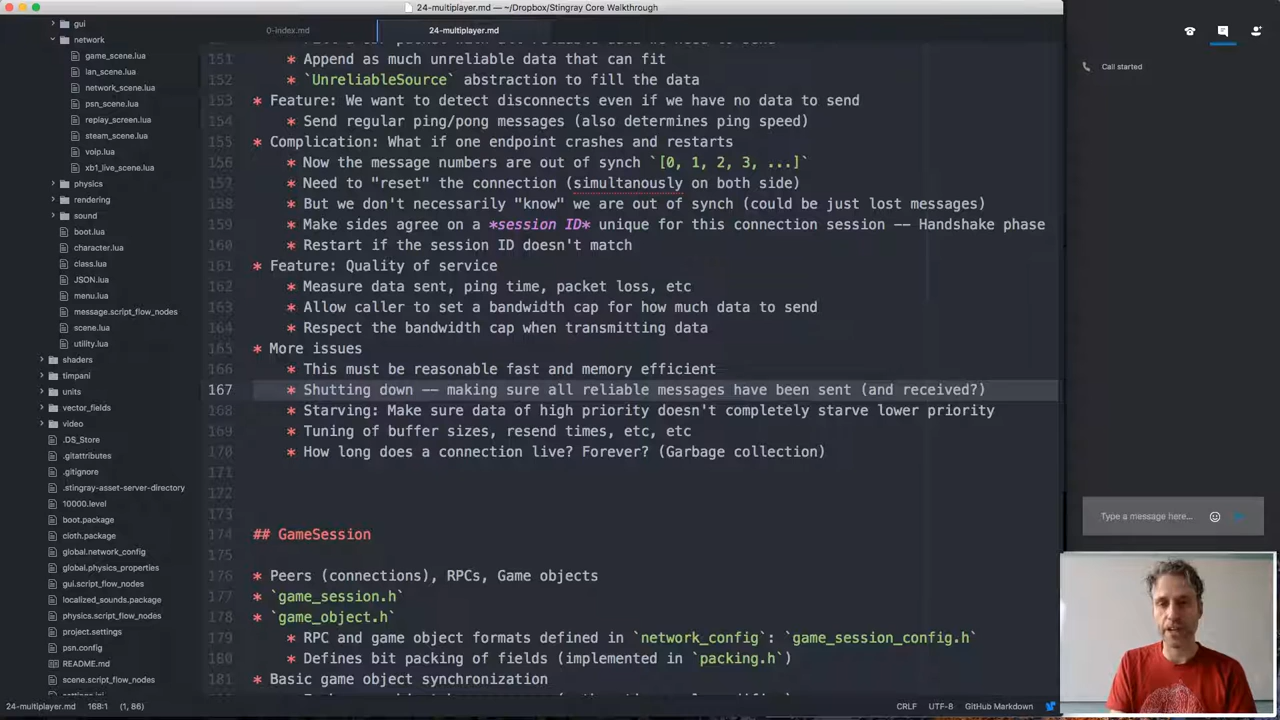 24-multiplayer.md — ~/Dropbox/Stingray Core Walkthrough
gui
network
game_scene.lua
lan_scene.lua
network_scene.lua
psn_scene.lua
replay_screen.lua
steam_scene.lua
voip.lua
xb1_live_scene.lua
physics
rendering
sound
boot.lua
character.lua
class.lua
JSON.lua
menu.lua
message.script_flow_nodes
scene.lua
utility.lua
shaders
timpani
units
vector_fields
video
.DS_Store
.gitattributes
.gitignore
.stingray-asset-server-directory
10000.level
boot.package
cloth.package
global.network_config
global.physics_properties
gui.script_flow_nodes
localized_sounds.package
physics.script_flow_nodes
project.settings
psn.config
README.md
scene.script_flow_nodes
settings.ini
0-index.md
24-multiplayer.md
151 * Append as much unreliable data that can fit
152 * `UnreliableSource` abstraction to fill the data
153 * Feature: We want to detect disconnects even if we have no data to send
154 * Send regular ping/pong messages (also determines ping speed)
155 * Complication: What if one endpoint crashes and restarts
156 * Now the message numbers are out of synch `[0, 1, 2, 3, ...]`
157 * Need to "reset" the connection (simultanously on both side)
158 * But we don't necessarily "know" we are out of synch (could be just lost messages)
159 * Make sides agree on a *session ID* unique for this connection session -- Handshake phase
160 * Restart if the session ID doesn't match
161 * Feature: Quality of service
162 * Measure data sent, ping time, packet loss, etc
163 * Allow caller to set a bandwidth cap for how much data to send
164 * Respect the bandwidth cap when transmitting data
165 * More issues
166 * This must be reasonable fast and memory efficient
167 * Shutting down -- making sure all reliable messages have been sent (and received?)
168 * Starving: Make sure data of high priority doesn't completely starve lower priority
169 * Tuning of buffer sizes, resend times, etc, etc
170 * How long does a connection live? Forever? (Garbage collection)
171
172
173
174 ## GameSession
175
176 * Peers (connections), RPCs, Game objects
177 * `game_session.h`
178 * `game_object.h`
179 * RPC and game object formats defined in `network_config`: `game_session_config.h`
180 * Defines bit packing of fields (implemented in `packing.h`)
181 * Basic game object synchronization
24-multiplayer.md 168:1 (1, 86)
CRLF UTF-8 GitHub Markdown
Call started
Type a message here...